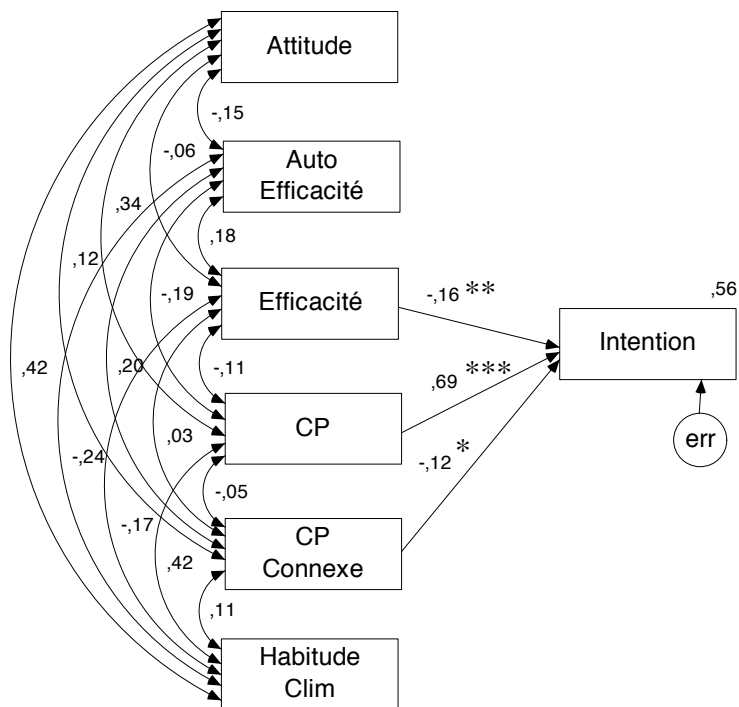 Attitude
-,15
Auto
Efficacité
-,06
,34
,18
,12
-,19
Efficacité
-,16 **
,56
Intention
,42
,20
-,11
,69 ***
CP
,03
err
-,24
-,12 *
-,05
-,17
CP
Connexe
,42
,11
Habitude
Clim